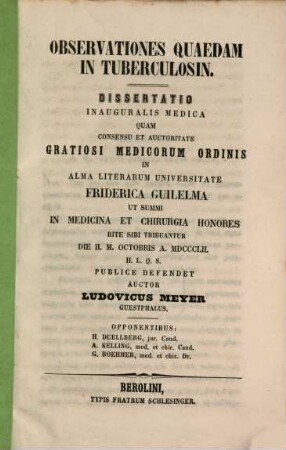 OBSERVATIONES QUAEDAM
IN TUBERCULOSIN.
DISSERTATIO
INAUGURALIS MEDICA
QUAM
CONSENSU ET AUCTORITATE
GRATIOSI MEDICORUM ORDINIS
IN
ALMA LITERARUM UNIVERSITATE
FRIDERICA GUILELMA
UT SUMMI
IN MEDICINA ET CHIRURGIA HONORES
RITE SIBI TRIBUANTUR
DIE II. M. OCTOBRIS A. MDCCCLII.
H. L. Q. S.
PUBLICE DEFENDET
AUCTOR
LUDOVICUS MEYER
GUESTPHALUS.
OPPONENTIBUS:
H. DUELLBERG, jur. Cand.
A. KELLING, med. et chir. Cand.
G. BOEHMER, med. et chir. Dr.
BEROLINI,
TYPIS FRATRUM SCHLESINGER.